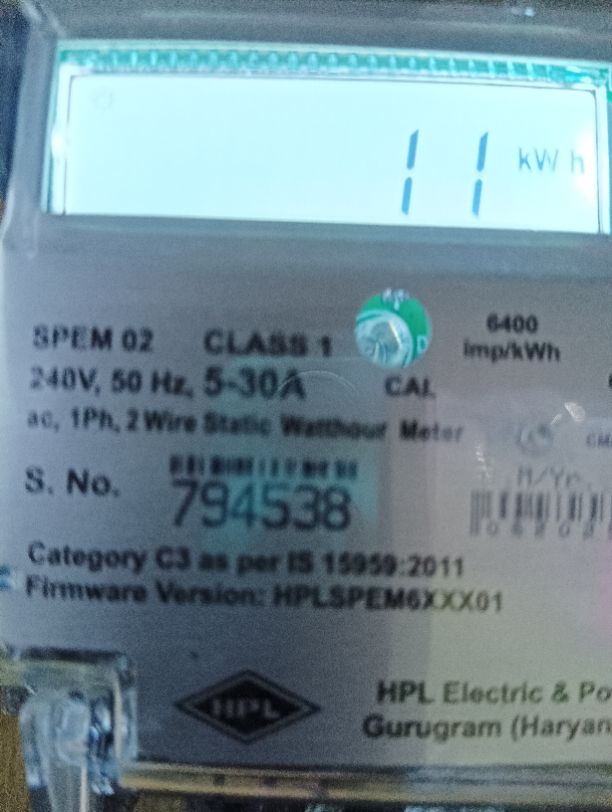 11 kWh
SPEM 02 CLASS 1
6400
imp/kWh
240V, 50 Hz, 5-30A
CAL
ac, 1Ph, 2 Wire Static Watthour Meter
S. No.
794538
M/Yr.
Category C3 as per IS 15959:2011
Firmware Version: HPLSPEM6XXX01
HPL
HPL Electric & Po
Gurugram (Haryan